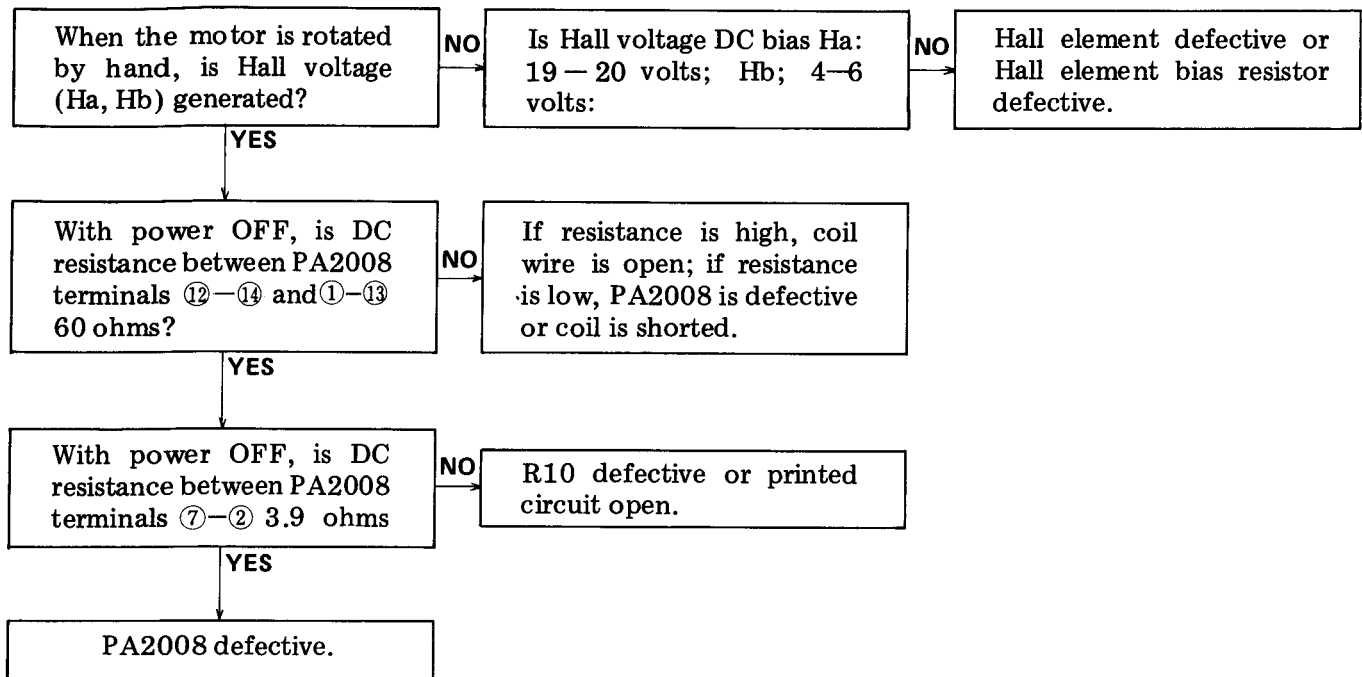 When the motor is rotated
by hand, is Hall voltage
(Ha, Hb) generated?
NO
Is Hall voltage DC bias Ha:
19 — 20 volts; Hb; 4—6
volts:
NO
Hall element defective or
Hall element bias resistor
defective.
YES
With power OFF, is DC
resistance between PA2008
terminals ⑫—⑭ and ①—⑬
60 ohms?
NO
If resistance is high, coil
wire is open; if resistance
is low, PA2008 is defective
or coil is shorted.
YES
With power OFF, is DC
resistance between PA2008
terminals ⑦—② 3.9 ohms
NO
R10 defective or printed
circuit open.
YES
PA2008 defective.